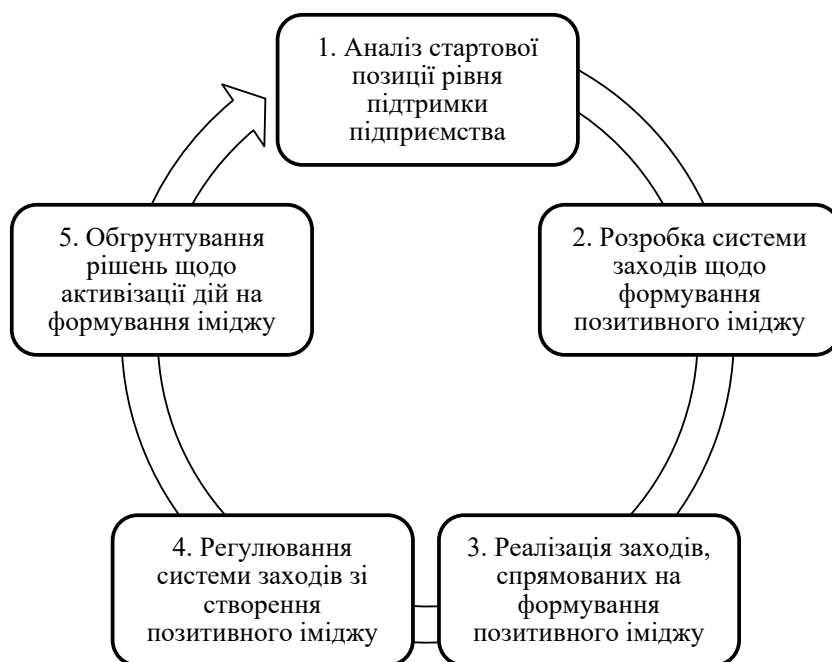 1. Аналіз стартової
позиції рівня
підтримки
підприємства
2. Розробка системи
заходів щодо
формування
позитивного іміджу
3. Реалізація заходів,
спрямованих на
формування
позитивного іміджу
4. Регулювання
системи заходів зі
створення
позитивного іміджу
5. Обгрунтування
рішень щодо
активізації дій на
формування іміджу